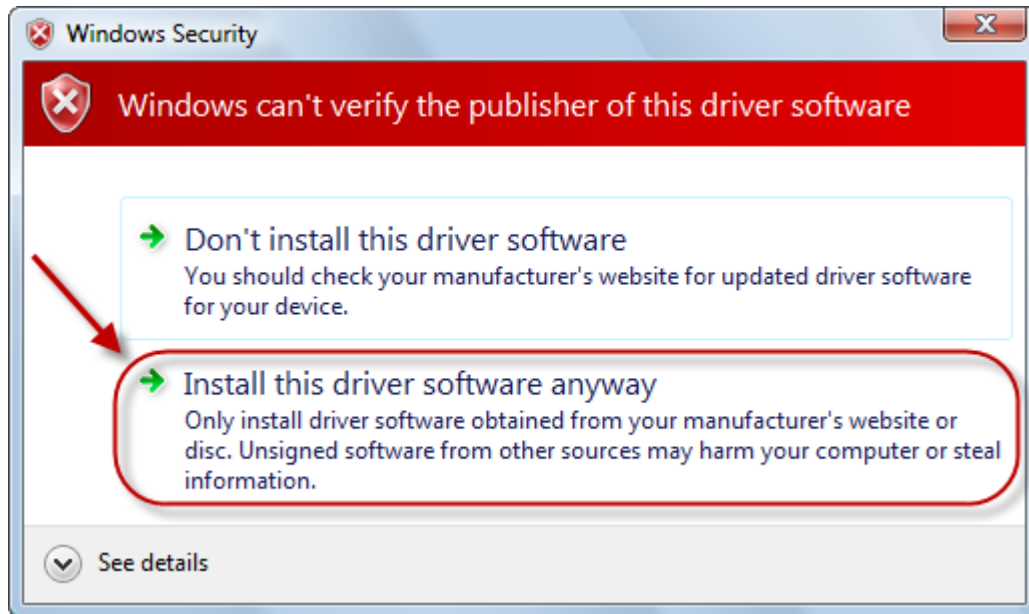 Windows Security
Windows can't verify the publisher of this driver software
Don't install this driver software
You should check your manufacturer's website for updated driver software
for your device.
Install this driver software anyway
Only install driver software obtained from your manufacturer's website or
disc. Unsigned software from other sources may harm your computer or steal
information.
See details